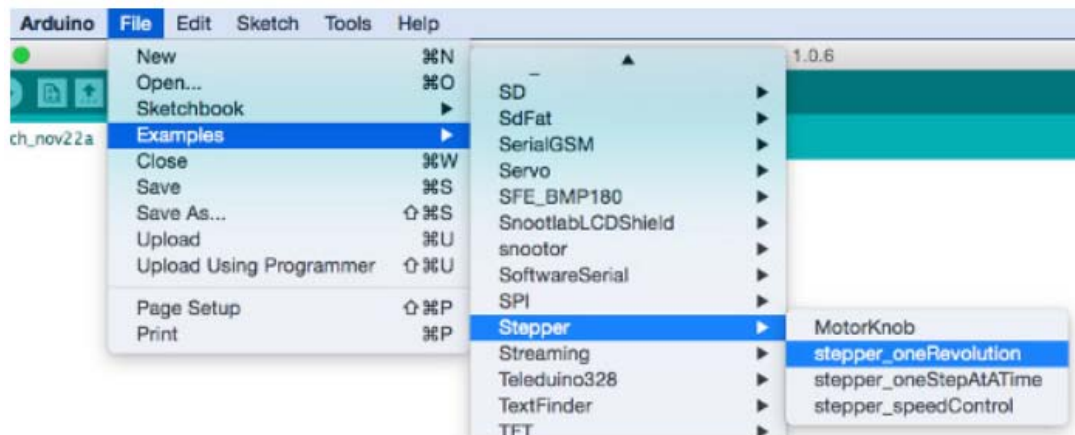 Arduino File Edit Sketch Tools Help
1.0.6
ch_nov22a
New ⌘N
Open... ⌘O
Sketchbook ▶
Examples ▶
Close ⌘W
Save ⌘S
Save As... ⇧⌘S
Upload ⌘U
Upload Using Programmer ⇧⌘U
Page Setup ⇧⌘P
Print ⌘P
SD ▶
SdFat ▶
SerialGSM ▶
Servo ▶
SFE_BMP180 ▶
SnootlabLCDShield ▶
snootor ▶
SoftwareSerial ▶
SPI ▶
Stepper ▶
Streaming ▶
Teleduino328 ▶
TextFinder ▶
TFT ▶
MotorKnob
stepper_oneRevolution
stepper_oneStepAtATime
stepper_speedControl